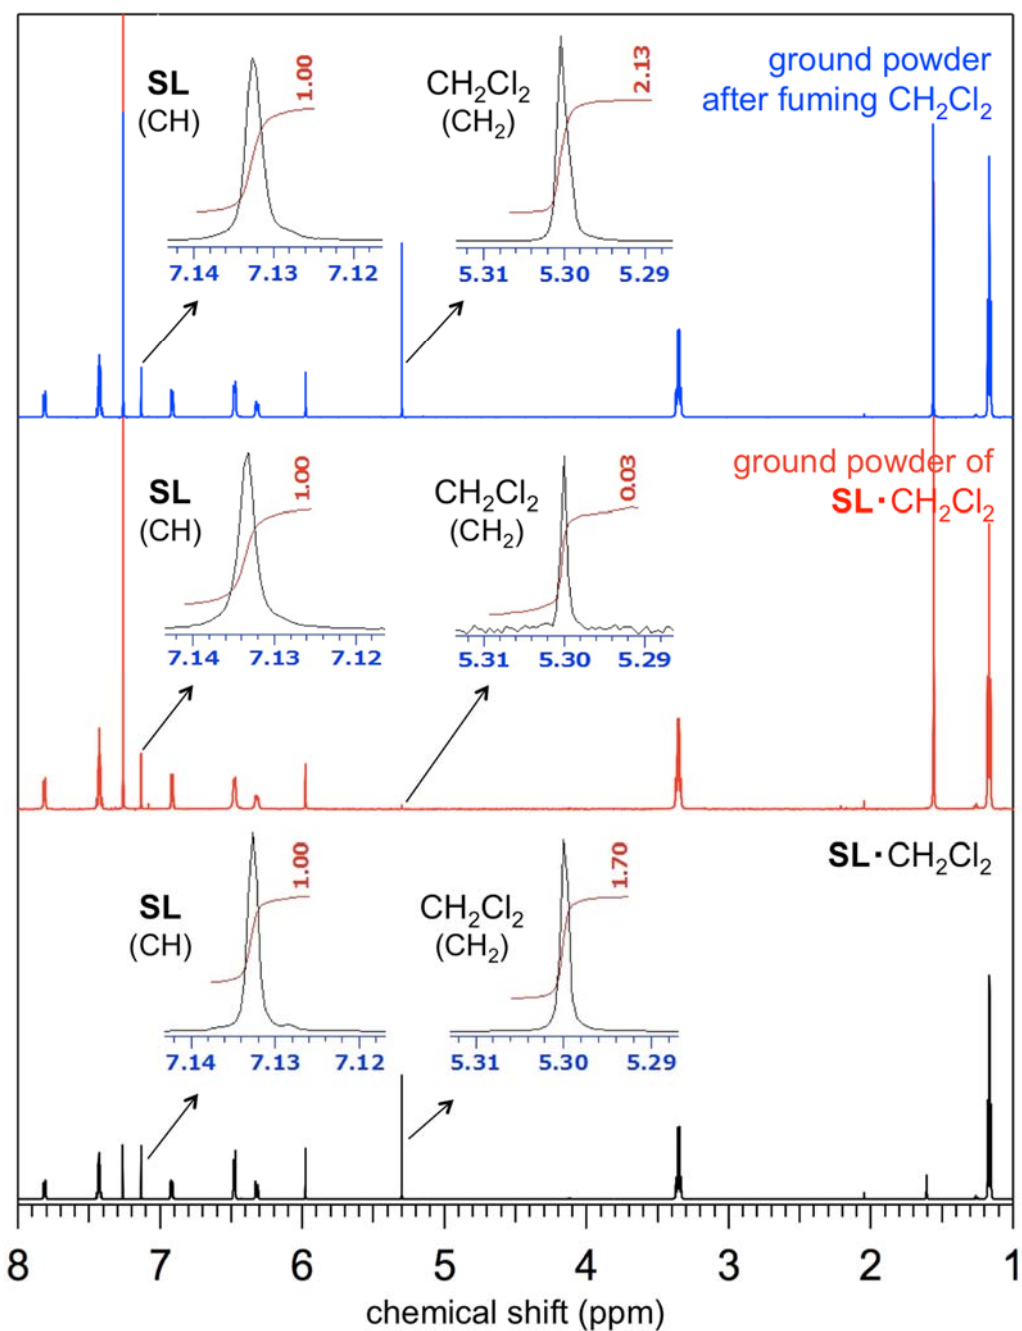 ground powder
after fuming CH₂Cl₂
SL
(CH)
1.00
CH₂Cl₂
(CH₂)
2.13
7.14 7.13 7.12
5.31 5.30 5.29
ground powder of
SL·CH₂Cl₂
SL
(CH)
1.00
CH₂Cl₂
(CH₂)
0.03
7.14 7.13 7.12
5.31 5.30 5.29
SL·CH₂Cl₂
SL
(CH)
1.00
CH₂Cl₂
(CH₂)
1.70
7.14 7.13 7.12
5.31 5.30 5.29
8 7 6 5 4 3 2 1
chemical shift (ppm)